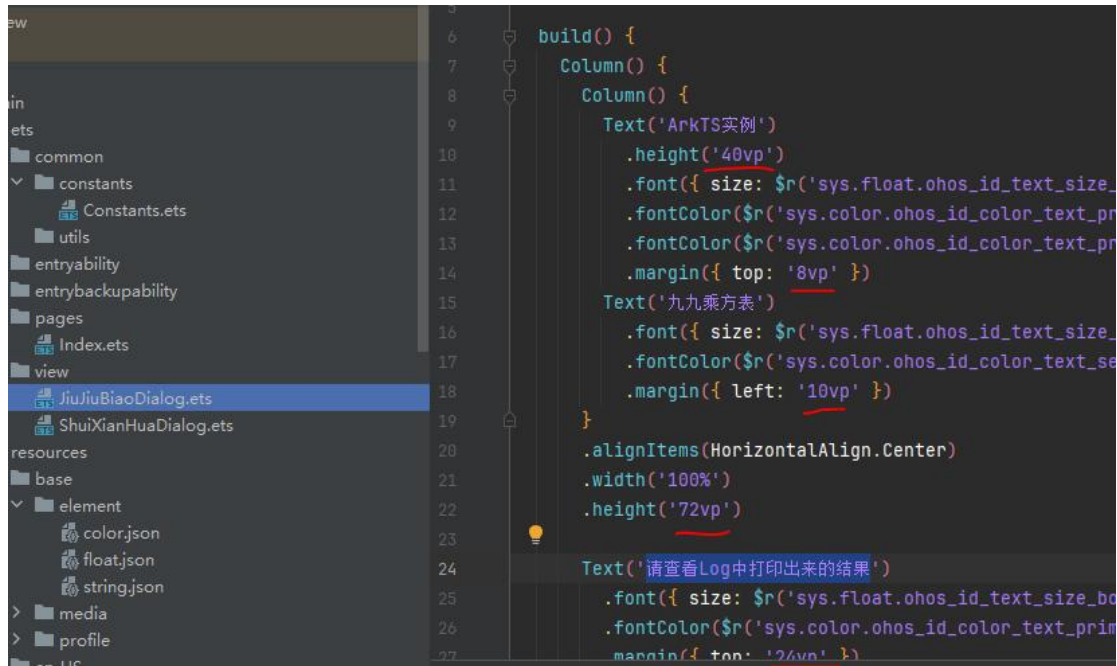 ew
ain
ets
common
constants
Constants.ets
utils
entryability
entrybackupability
pages
Index.ets
view
JiuJiuBiaoDialog.ets
ShuiXianHuaDialog.ets
resources
base
element
color.json
float.json
string.json
media
profile
5
6 build() {
7 Column() {
8 Column() {
9 Text('ArkTS实例')
10 .height('40vp')
11 .font({ size: $r('sys.float.ohos_id_text_size_
12 .fontColor($r('sys.color.ohos_id_color_text_pr
13 .fontColor($r('sys.color.ohos_id_color_text_pr
14 .margin({ top: '8vp' })
15 Text('九九乘方表')
16 .font({ size: $r('sys.float.ohos_id_text_size_
17 .fontColor($r('sys.color.ohos_id_color_text_se
18 .margin({ left: '10vp' })
19 }
20 .alignItems(HorizontalAlign.Center)
21 .width('100%')
22 .height('72vp')
23
24 Text('请查看Log中打印出来的结果')
25 .font({ size: $r('sys.float.ohos_id_text_size_bo
26 .fontColor($r('sys.color.ohos_id_color_text_prim
27 .margin({ top: '24vp' })